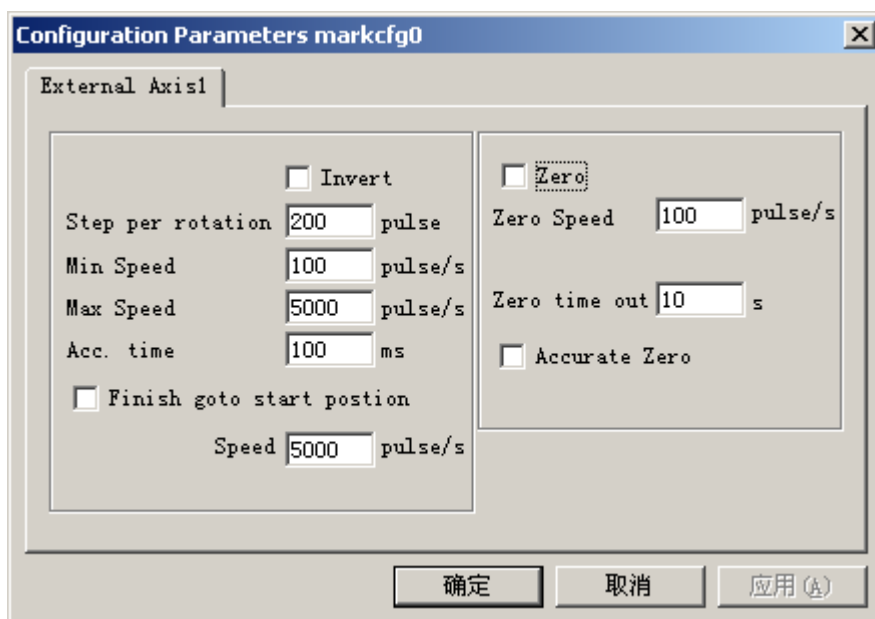 Configuration Parameters markcfg0
External Axis1
Invert
Step per rotation 200 pulse
Min Speed 100 pulse/s
Max Speed 5000 pulse/s
Acc. time 100 ms
Finish goto start postion
Speed 5000 pulse/s
Zero
Zero Speed 100 pulse/s
Zero time out 10 s
Accurate Zero
确定 取消 应用(A)